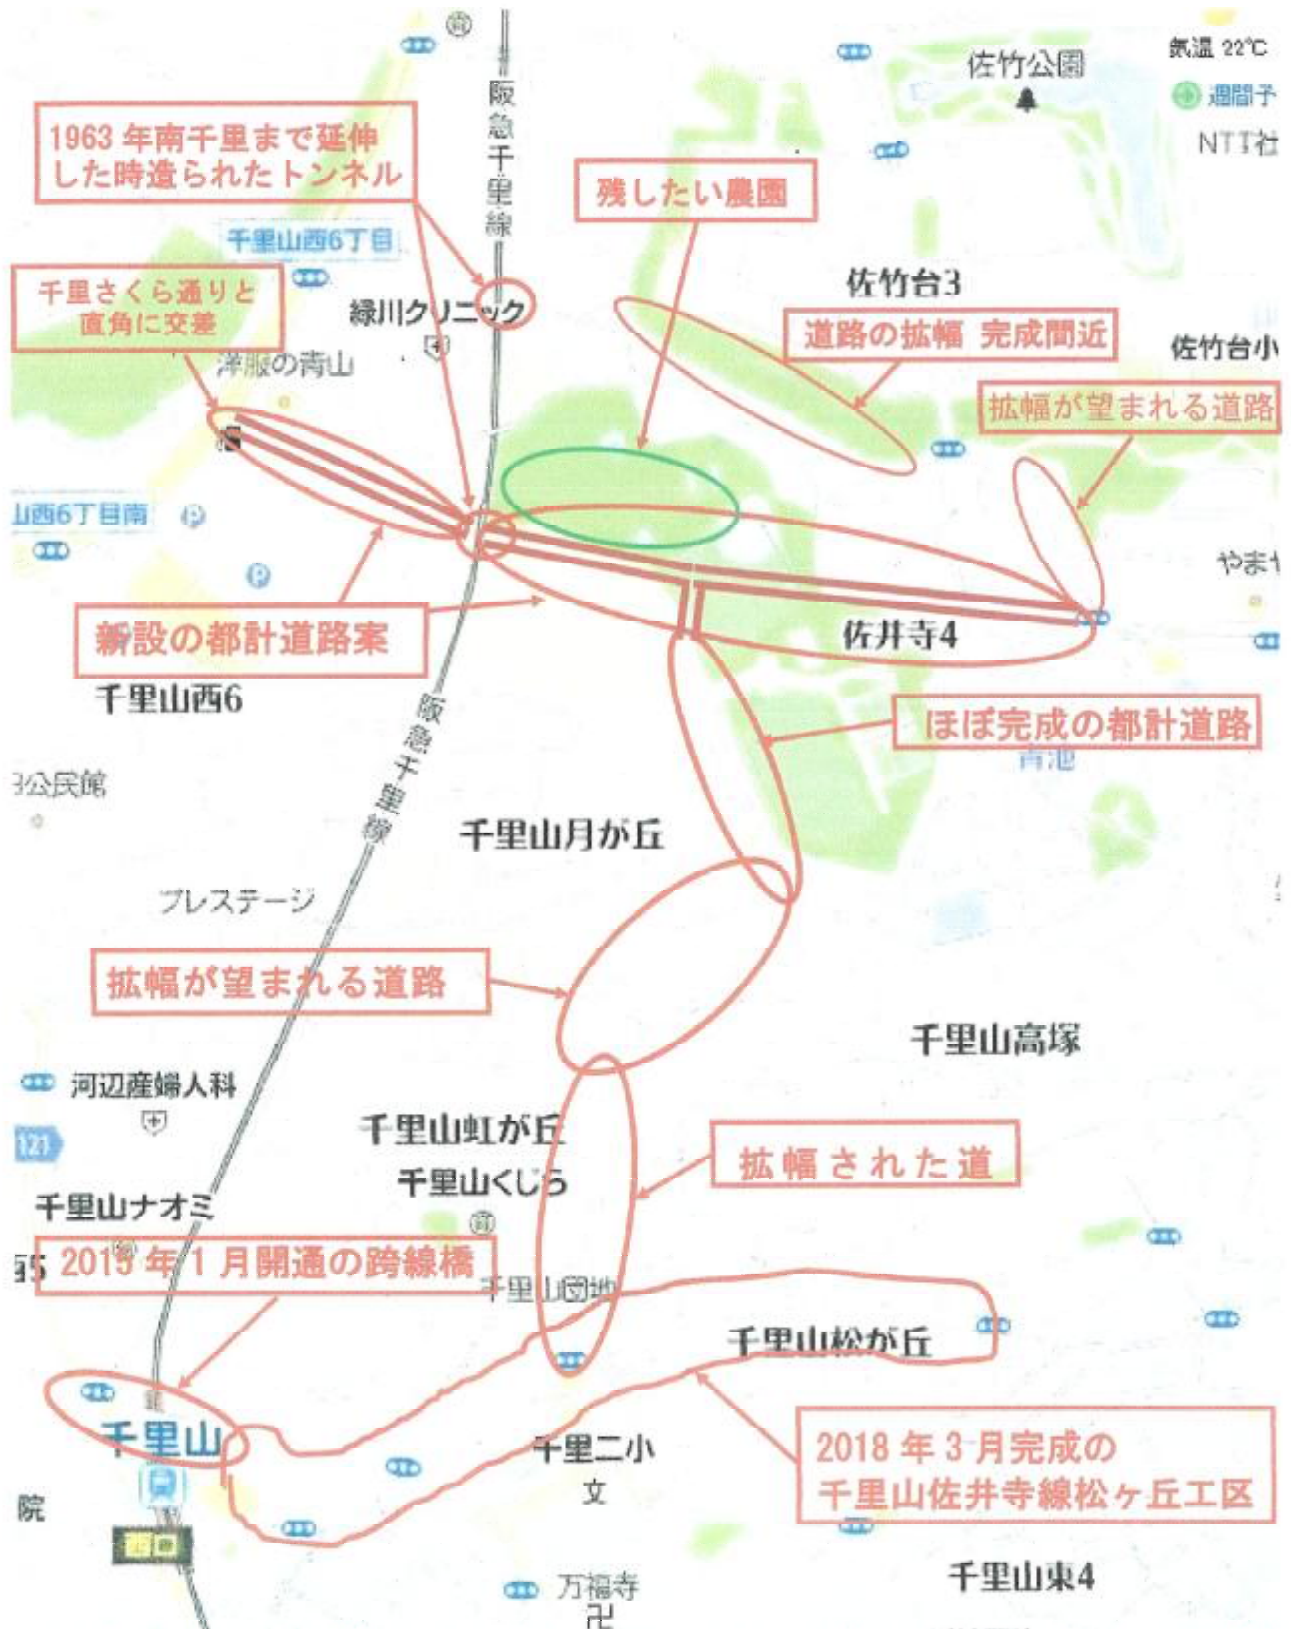 佐竹公園
気温 22℃
週間予
NTT社
阪急千里線
1963 年南千里まで延伸
した時造られたトンネル
残したい農園
千里山西6丁目
千里さくら通りと
直角に交差
緑川クリニック
佐竹台3
道路の拡幅 完成間近
佐竹台小
洋服の青山
拡幅が望まれる道路
山西6丁目南
P
P
やませ
新設の都計道路案
佐井寺4
千里山西6
ほぼ完成の都計道路
阪急千里線
青池
公民館
千里山月が丘
プレステージ
拡幅が望まれる道路
千里山高塚
河辺産婦人科
千里山虹が丘
121
拡幅された道
千里山くじら
千里山ナオミ
西5
2015 年 1 月開通の跨線橋
千里山団地
千里山松が丘
千里山
千里二小
文
2018 年 3 月完成の
千里山佐井寺線松ヶ丘工区
院
千里山東4
万福寺
卍